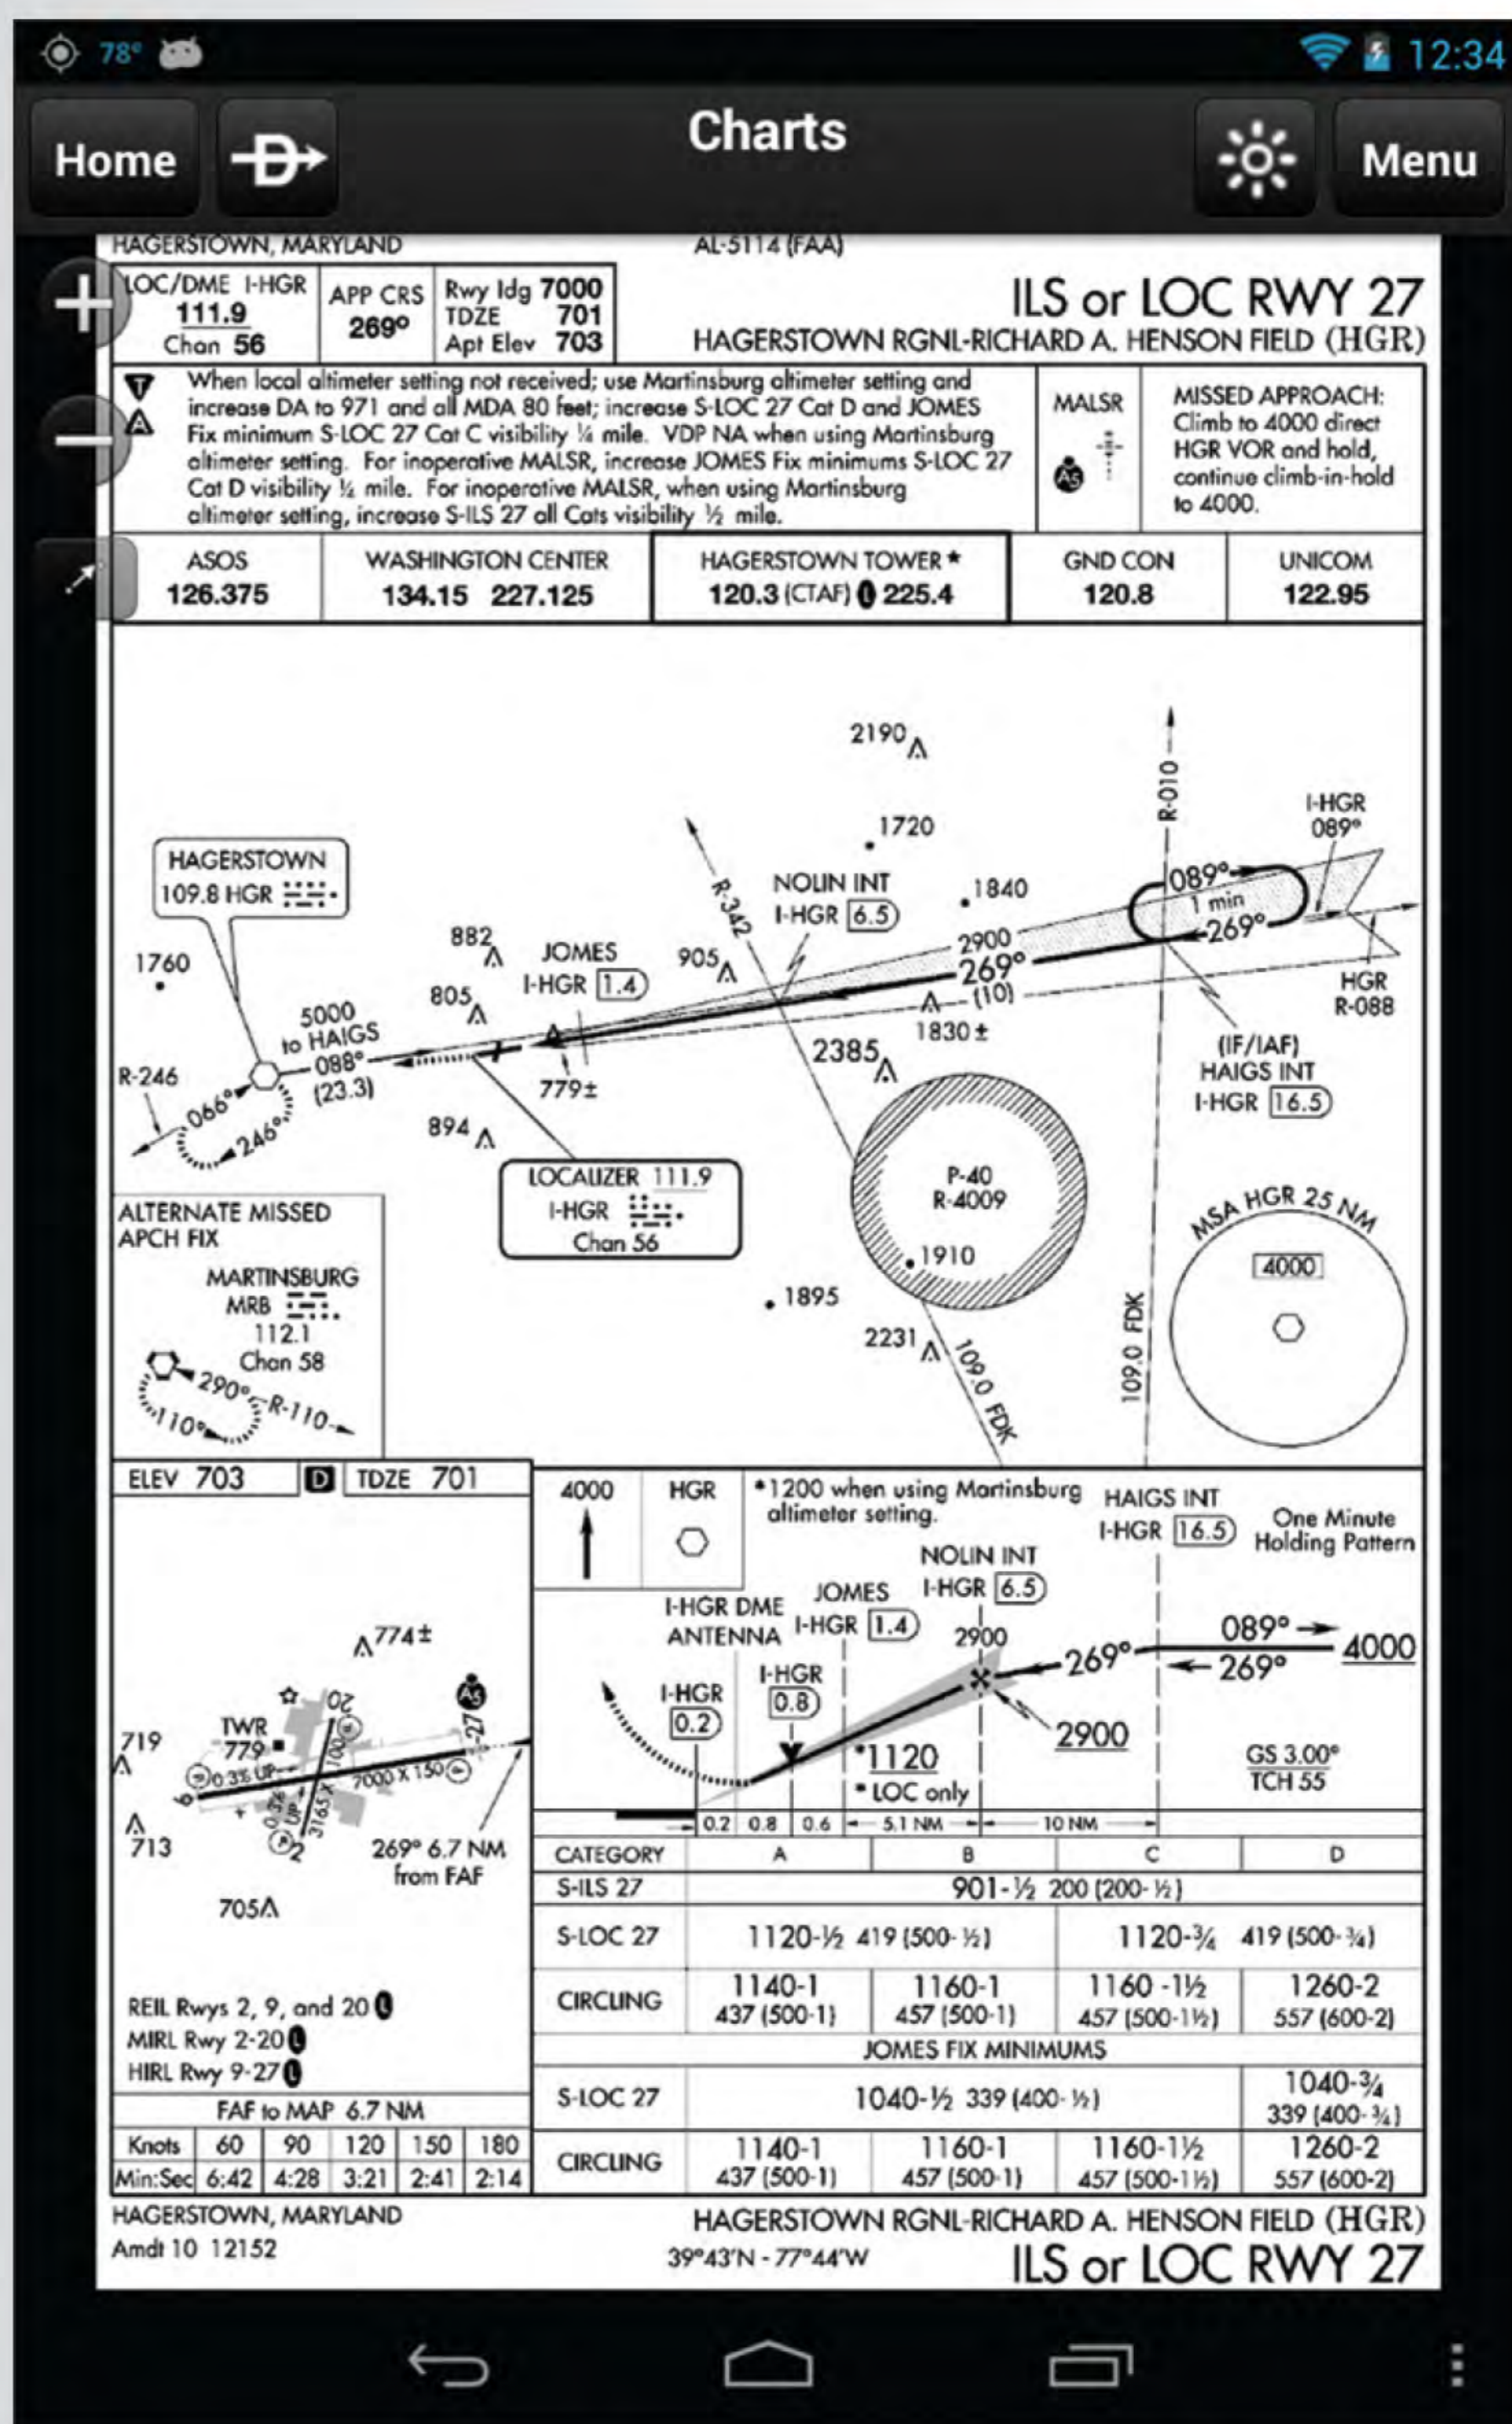 78° 12:34
Home Charts Menu
HAGERSTOWN, MARYLAND AL-5114 (FAA)
LOC/DME I-HGR
111.9
Chan 56
APP CRS
269°
Rwy ldg 7000
TDZE 701
Apt Elev 703
ILS or LOC RWY 27
HAGERSTOWN RGNL-RICHARD A. HENSON FIELD (HGR)
T
A
When local altimeter setting not received; use Martinsburg altimeter setting and
increase DA to 971 and all MDA 80 feet; increase S-LOC 27 Cat D and JOMES
Fix minimum S-LOC 27 Cat C visibility ¼ mile. VDP NA when using Martinsburg
altimeter setting. For inoperative MALSR, increase JOMES Fix minimums S-LOC 27
Cat D visibility ½ mile. For inoperative MALSR, when using Martinsburg
altimeter setting, increase S-ILS 27 all Cats visibility ½ mile.
MALSR
A5
MISSED APPROACH:
Climb to 4000 direct
HGR VOR and hold,
continue climb-in-hold
to 4000.
ASOS
126.375
WASHINGTON CENTER
134.15 227.125
HAGERSTOWN TOWER★
120.3 (CTAF) L 225.4
GND CON
120.8
UNICOM
122.95
2190
1720
R-010
I-HGR
089°
HAGERSTOWN
109.8 HGR
R-342
NOLIN INT
I-HGR 6.5
1840
089°
1 min
269°
1760
882
JOMES
I-HGR 1.4
905
2900
269°
(10)
HGR
R-088
805
5000
to HAIGS
088°
(23.3)
1830±
2385
(IF/IAF)
HAIGS INT
I-HGR 16.5
R-246
066°
246°
779±
894
LOCALIZER 111.9
I-HGR
Chan 56
P-40
R-4009
1910
1895
2231
109.0 FDK
109.0 FDK
MSA HGR 25 NM
4000
ALTERNATE MISSED
APCH FIX
MARTINSBURG
MRB
112.1
Chan 58
290°
R-110
110°
ELEV 703 D TDZE 701
774±
A5
20
TWR
779
719
0.3% UP
7000 X 150
27
9
0.3%
UP
3165 X 100
2
713
269° 6.7 NM
from FAF
705
REIL Rwys 2, 9, and 20 L
MIRL Rwy 2-20 L
HIRL Rwy 9-27 L
FAF to MAP 6.7 NM
Knots 60 90 120 150 180
Min:Sec 6:42 4:28 3:21 2:41 2:14
4000 HGR
*1200 when using Martinsburg
altimeter setting.
HAIGS INT
I-HGR 16.5
One Minute
Holding Pattern
NOLIN INT
I-HGR 6.5
JOMES
I-HGR 1.4
I-HGR DME
ANTENNA
2900
089°
269°
269°
4000
I-HGR
0.8
I-HGR
0.2
2900
*1120
* LOC only
GS 3.00°
TCH 55
0.2 0.8 0.6 5.1 NM 10 NM
CATEGORY A B C D
S-ILS 27 901-½ 200 (200-½)
S-LOC 27 1120-½ 419 (500-½) 1120-¾ 419 (500-¾)
CIRCLING 1140-1 1160-1 1160-1½ 1260-2
437 (500-1) 457 (500-1) 457 (500-1½) 557 (600-2)
JOMES FIX MINIMUMS
S-LOC 27 1040-½ 339 (400-½) 1040-¾
339 (400-¾)
CIRCLING 1140-1 1160-1 1160-1½ 1260-2
437 (500-1) 457 (500-1) 457 (500-1½) 557 (600-2)
HAGERSTOWN, MARYLAND
Amdt 10 12152
39°43'N - 77°44'W
HAGERSTOWN RGNL-RICHARD A. HENSON FIELD (HGR)
ILS or LOC RWY 27